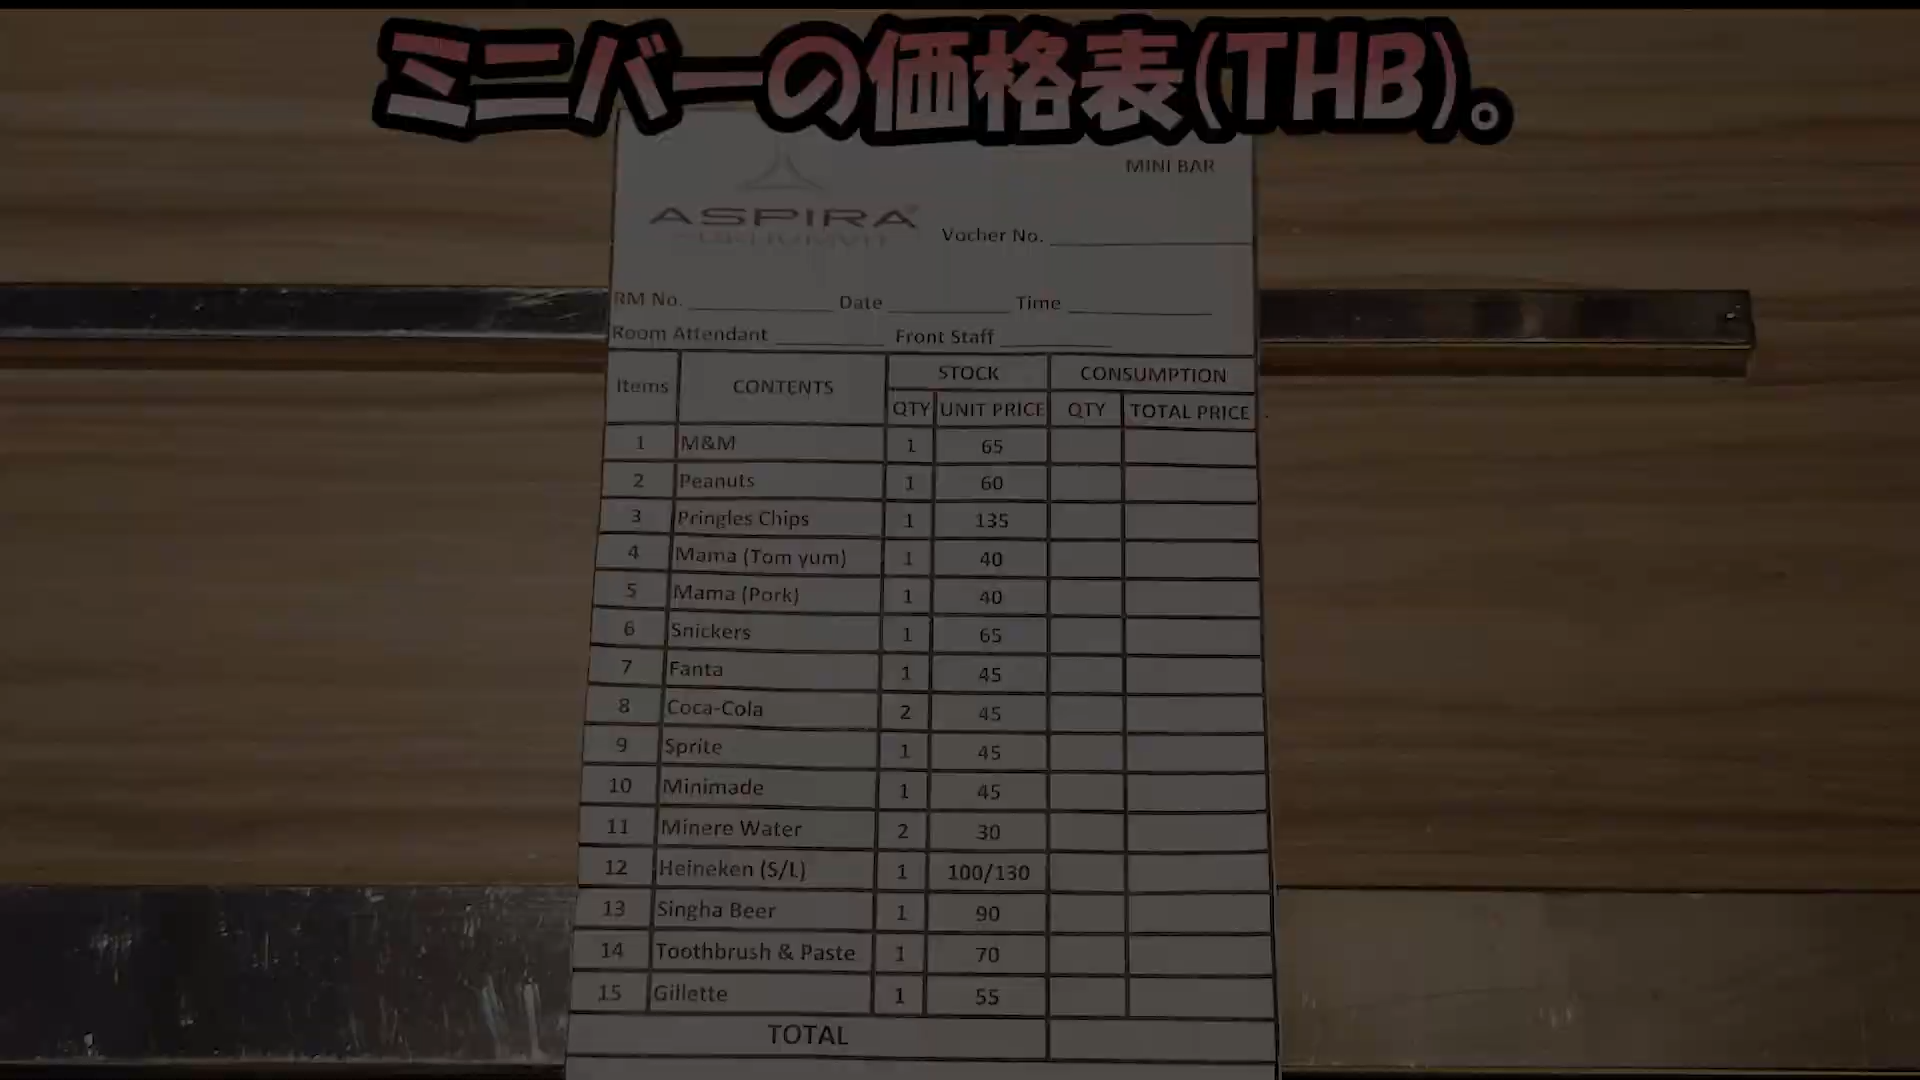 ミニバーの価格表(THB)。
MINI BAR
ASPIRA
Vocher No.
RM No. Date Time
Room Attendant Front Staff
Items CONTENTS STOCK CONSUMPTION
QTY UNIT PRICE QTY TOTAL PRICE
1 M&M 1 65
2 Peanuts 1 60
3 Pringles Chips 1 135
4 Mama (Tom yum) 1 40
5 Mama (Pork) 1 40
6 Snickers 1 65
7 Fanta 1 45
8 Coca-Cola 2 45
9 Sprite 1 45
10 Minimade 1 45
11 Minere Water 2 30
12 Heineken (S/L) 1 100/130
13 Singha Beer 1 90
14 Toothbrush & Paste 1 70
15 Gillette 1 55
TOTAL